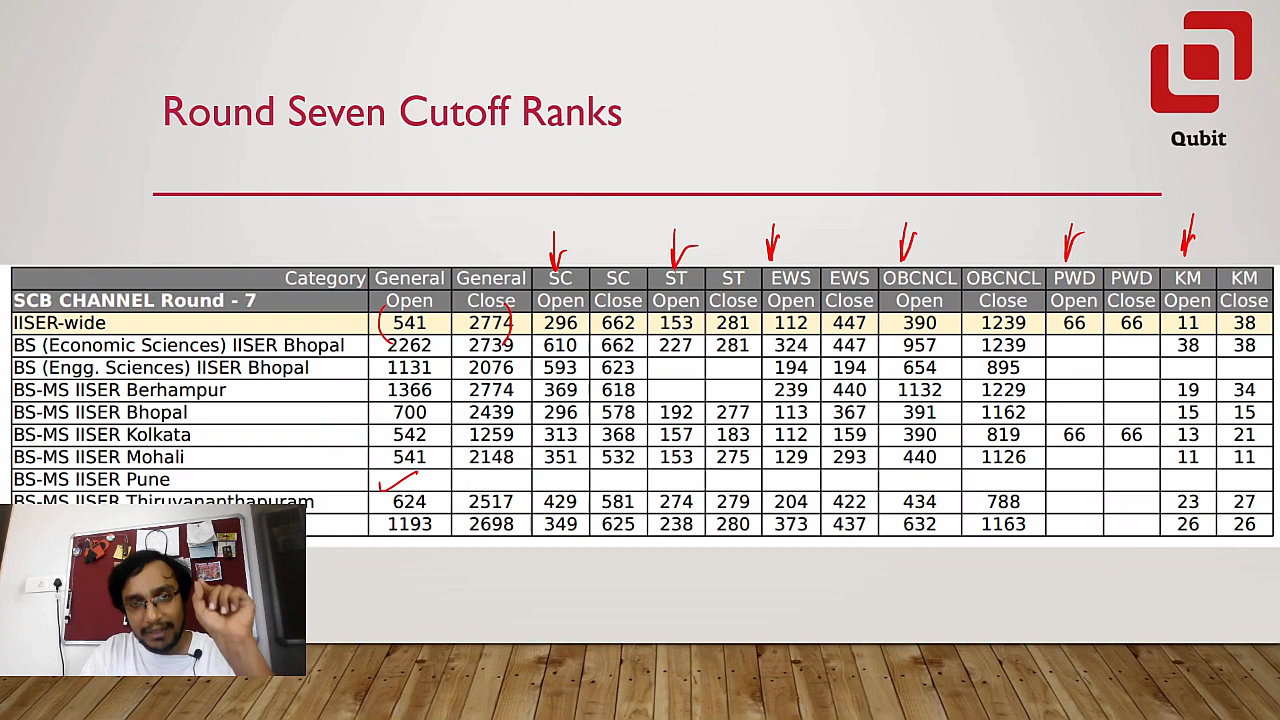 Qubit
Round Seven Cutoff Ranks
Category General General SC SC ST ST EWS EWS OBCNCL OBCNCL PWD PWD KM KM
SCB CHANNEL Round - 7 Open Close Open Close Open Close Open Close Open Close Open Close Open Close
IISER-wide 541 2774 296 662 153 281 112 447 390 1239 66 66 11 38
BS (Economic Sciences) IISER Bhopal 2262 2739 610 662 227 281 324 447 957 1239 38 38
BS (Engg. Sciences) IISER Bhopal 1131 2076 593 623 194 194 654 895
BS-MS IISER Berhampur 1366 2774 369 618 239 440 1132 1229 19 34
BS-MS IISER Bhopal 700 2439 296 578 192 277 113 367 391 1162 15 15
BS-MS IISER Kolkata 542 1259 313 368 157 183 112 159 390 819 66 66 13 21
BS-MS IISER Mohali 541 2148 351 532 153 275 129 293 440 1126 11 11
BS-MS IISER Pune
BS-MS IISER Thiruvananthapuram 624 2517 429 581 274 279 204 422 434 788 23 27
1193 2698 349 625 238 280 373 437 632 1163 26 26